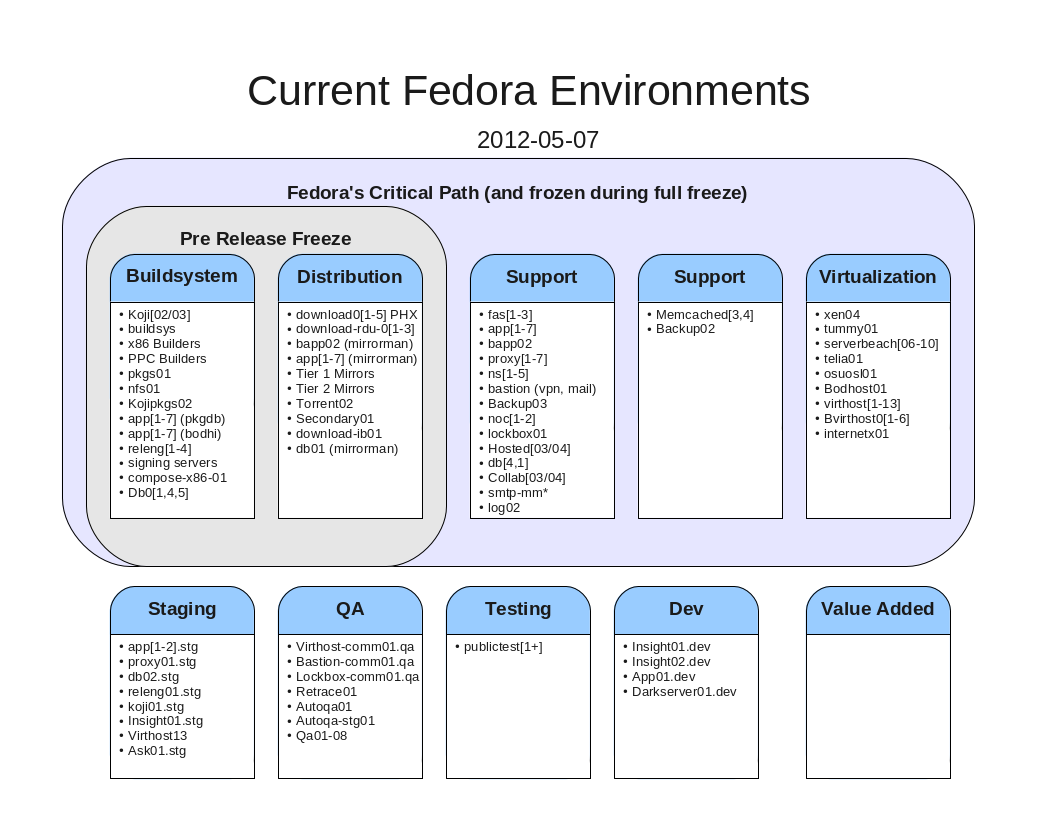 Current Fedora Environments
2012-05-07
Fedora's Critical Path (and frozen during full freeze)
Pre Release Freeze
Buildsystem
• Koji[02/03]
• buildsys
• x86 Builders
• PPC Builders
• pkgs01
• nfs01
• Kojipkgs02
• app[1-7] (pkgdb)
• app[1-7] (bodhi)
• releng[1-4]
• signing servers
• compose-x86-01
• Db0[1,4,5]
Distribution
• download0[1-5] PHX
• download-rdu-0[1-3]
• bapp02 (mirrorman)
• app[1-7] (mirrorman)
• Tier 1 Mirrors
• Tier 2 Mirrors
• Torrent02
• Secondary01
• download-ib01
• db01 (mirrorman)
Support
• fas[1-3]
• app[1-7]
• bapp02
• proxy[1-7]
• ns[1-5]
• bastion (vpn, mail)
• Backup03
• noc[1-2]
• lockbox01
• Hosted[03/04]
• db[4,1]
• Collab[03/04]
• smtp-mm*
• log02
Support
• Memcached[3,4]
• Backup02
Virtualization
• xen04
• tummy01
• serverbeach[06-10]
• telia01
• osuosl01
• Bodhost01
• virthost[1-13]
• Bvirthost0[1-6]
• internetx01
Staging
• app[1-2].stg
• proxy01.stg
• db02.stg
• releng01.stg
• koji01.stg
• Insight01.stg
• Virthost13
• Ask01.stg
QA
• Virthost-comm01.qa
• Bastion-comm01.qa
• Lockbox-comm01.qa
• Retrace01
• Autoqa01
• Autoqa-stg01
• Qa01-08
Testing
• publictest[1+]
Dev
• Insight01.dev
• Insight02.dev
• App01.dev
• Darkserver01.dev
Value Added